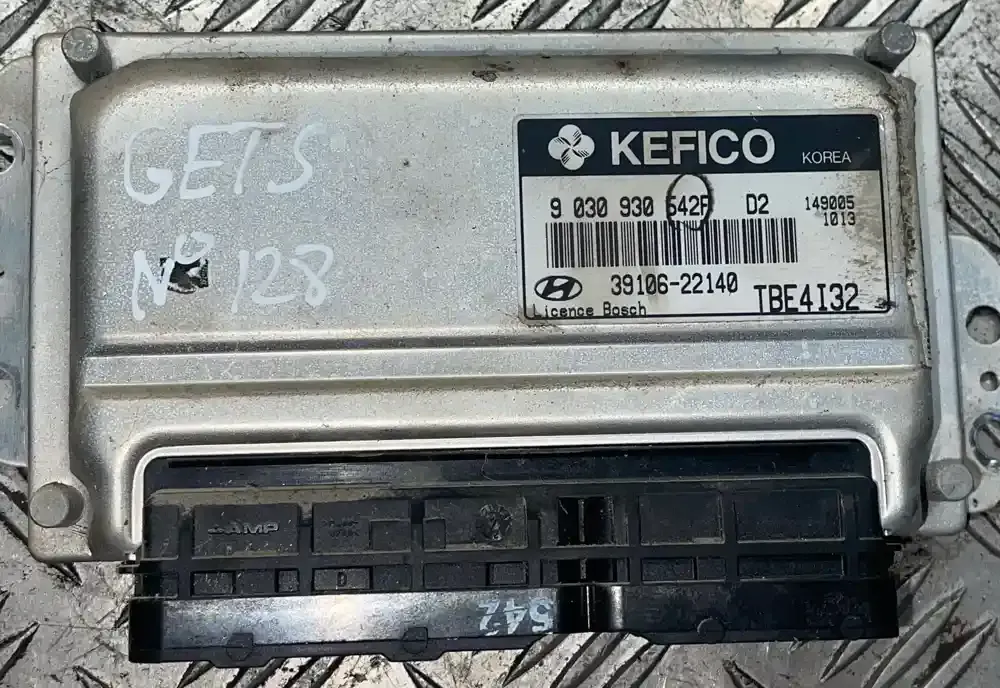 GETS
Nº 128
KEFICO KOREA
9 030 930 542F D2 149005
1013
39106-22140 TBE4I32
Licence Bosch
AMP
D
542